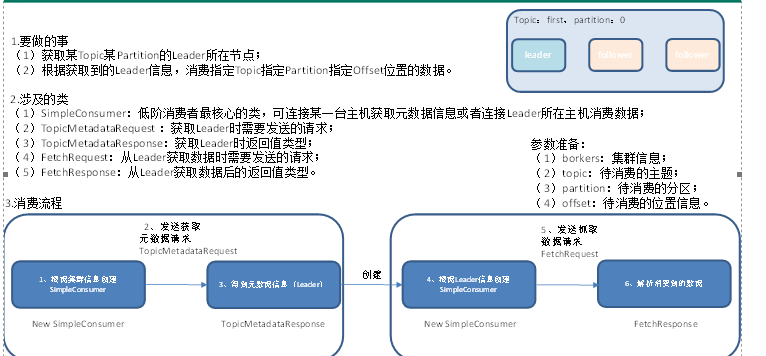 Topic: first, partition: 0
leader
follower
follower
1.要做的事
（1）获取某Topic某Partition的Leader所在节点；
（2）根据获取到的Leader信息，消费指定Topic指定Partition指定Offset位置的数据。
2.涉及的类
（1）SimpleConsumer：低阶消费者最核心的类，可连接某一台主机获取元数据信息或者连接Leader所在主机消费数据；
（2）TopicMetadataRequest：获取Leader时需要发送的请求；
（3）TopicMetadataResponse：获取Leader时返回值类型；
（4）FetchRequest：从Leader获取数据时需要发送的请求；
（5）FetchResponse：从Leader获取数据后的返回值类型。
参数准备：
（1）borkers：集群信息；
（2）topic：待消费的主题；
（3）partition：待消费的分区；
（4）offset：待消费的位置信息。
3.消费流程
2、发送获取
元数据请求
TopicMetadataRequest
1、根据集群信息创建
SimpleConsumer
3、得到元数据信息（Leader）
New SimpleConsumer
TopicMetadataResponse
创建
5、发送抓取
数据请求
FetchRequest
4、根据Leader信息创建
SimpleConsumer
6、解析消费到的数据
New SimpleConsumer
FetchResponse